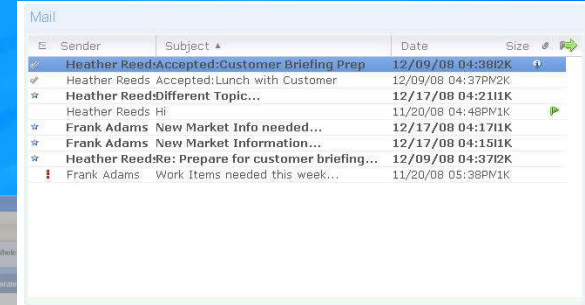 Mail
Sender Subject Date Size
Heather Reeds Accepted:Customer Briefing Prep 12/09/08 04:38 2K
Heather Reeds Accepted:Lunch with Customer 12/09/08 04:37PM 2K
Heather Reeds Different Topic... 12/17/08 04:21 1K
Heather Reeds Hi 11/20/08 04:48PM 1K
Frank Adams New Market Info needed... 12/17/08 04:17 1K
Frank Adams New Market Information... 12/17/08 04:15 1K
Heather Reeds Re: Prepare for customer briefing... 12/09/08 04:37 2K
Frank Adams Work Items needed this week... 11/20/08 05:38PM 1K